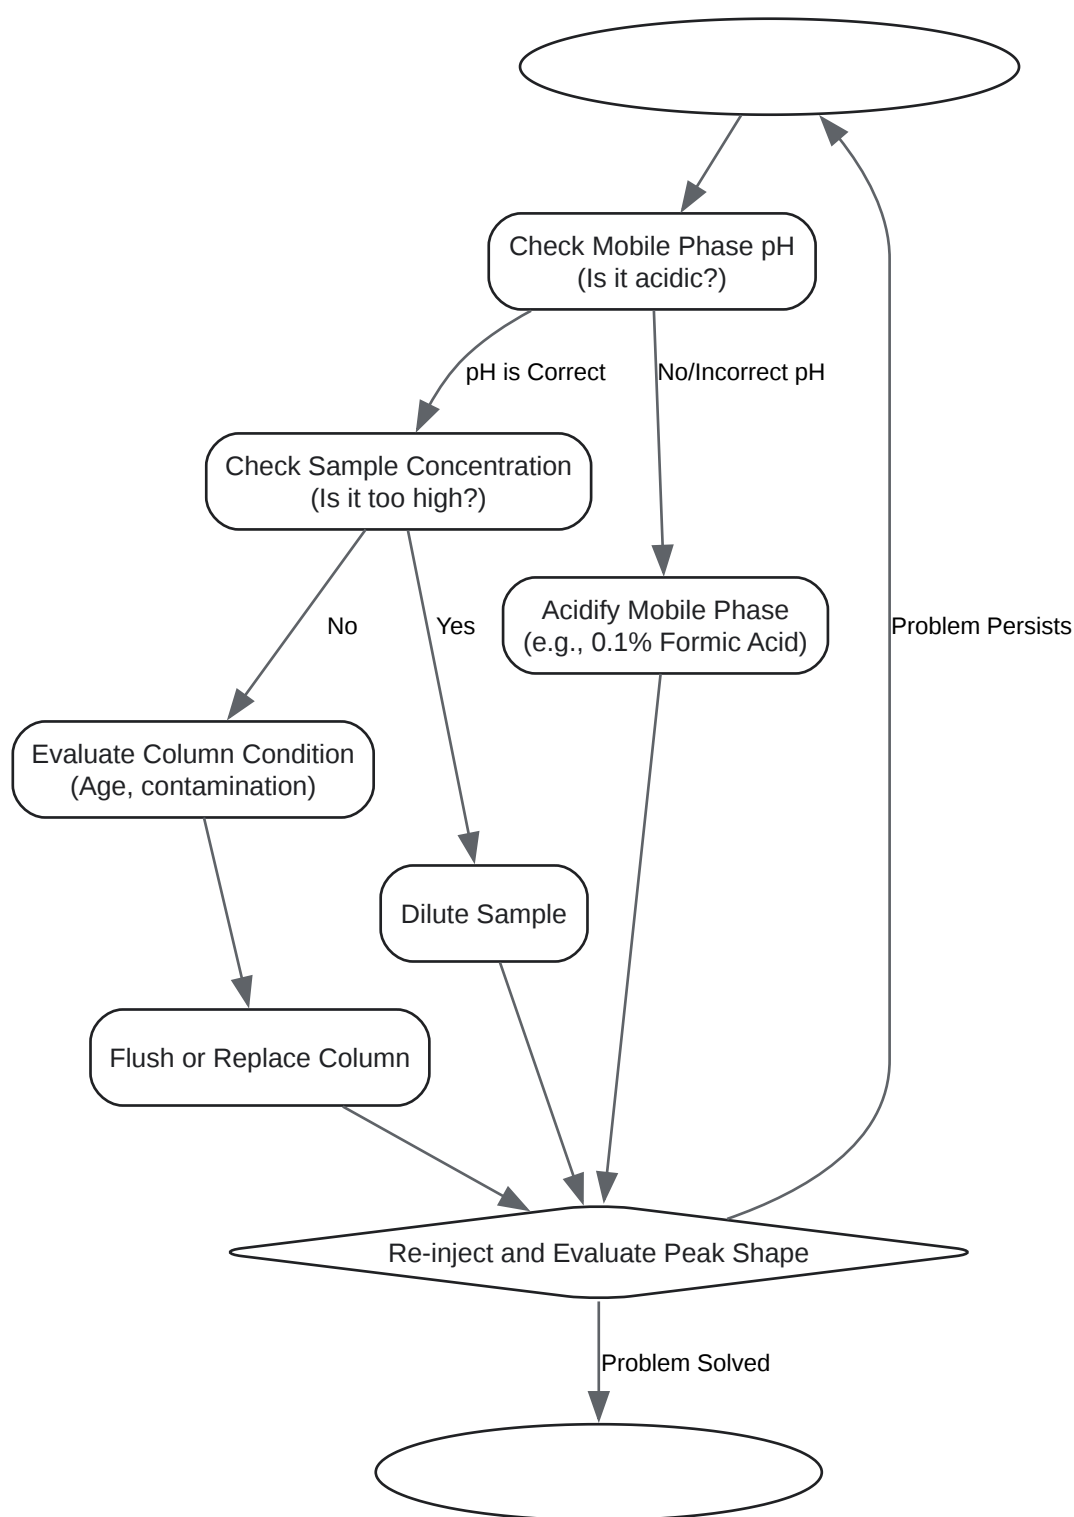 Check Mobile Phase pH
(Is it acidic?)
pH is Correct
No/Incorrect pH
Check Sample Concentration
(Is it too high?)
Acidify Mobile Phase
(e.g., 0.1% Formic Acid)
No
Yes
Problem Persists
Evaluate Column Condition
(Age, contamination)
Dilute Sample
Flush or Replace Column
Re-inject and Evaluate Peak Shape
Problem Solved